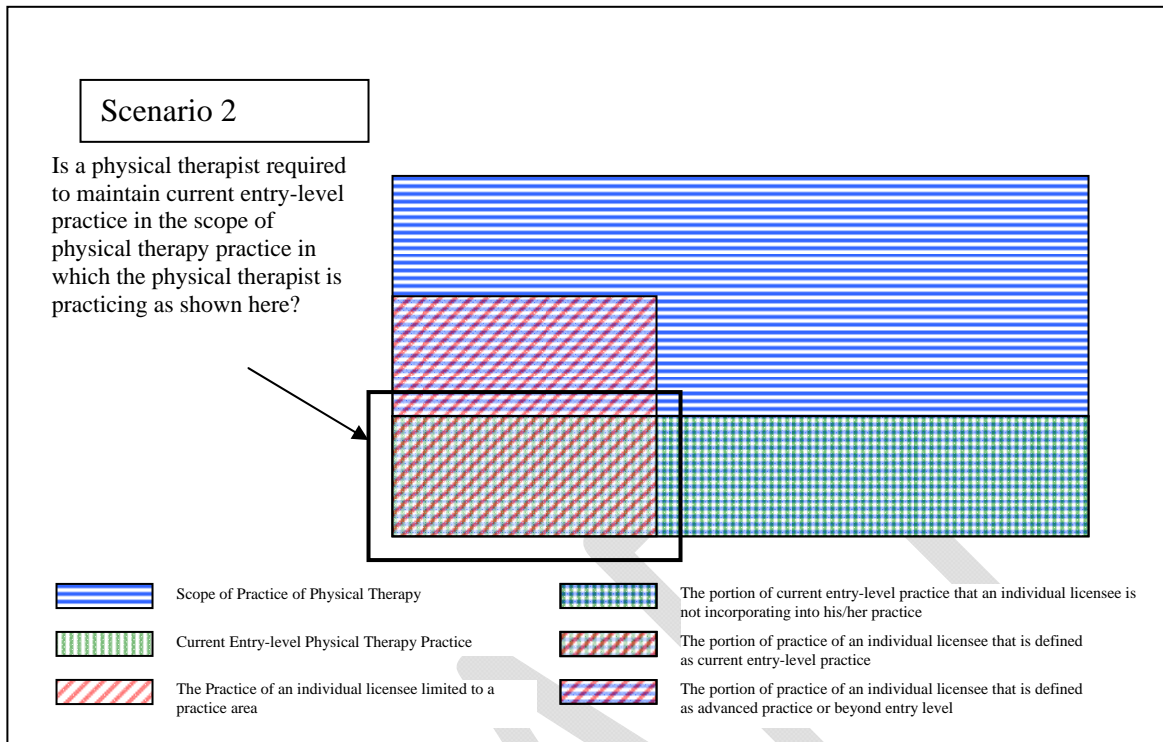 Scenario 2
Is a physical therapist required
to maintain current entry-level
practice in the scope of
physical therapy practice in
which the physical therapist is
practicing as shown here?
Scope of Practice of Physical Therapy
Current Entry-level Physical Therapy Practice
The Practice of an individual licensee limited to a
practice area
The portion of current entry-level practice that an individual licensee is
not incorporating into his/her practice
The portion of practice of an individual licensee that is defined
as current entry-level practice
The portion of practice of an individual licensee that is defined
as advanced practice or beyond entry level